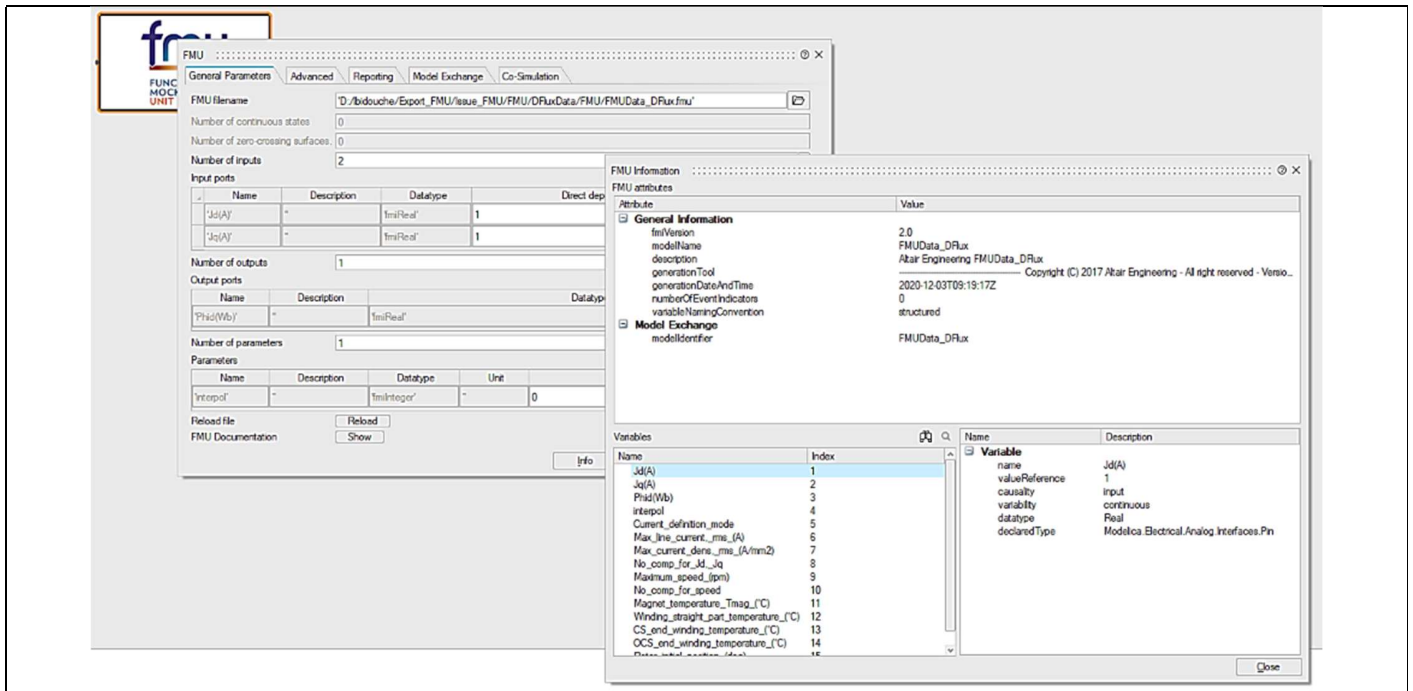 fmu
FUNC
MOCK
UNIT
FMU
General Parameters Advanced Reporting Model Exchange Co-Simulation
FMU filename 'D:/lbidouche/Export_FMU/Issue_FMU/FMU/DFluxData/FMU/FMUData_DFlux.fmu'
Number of continuous states 0
Number of zero-crossing surfaces. 0
Number of inputs 2
Input ports
Name Description Datatype Direct dep
'Jd(A)' '' 'fmiReal' 1
'Jq(A)' '' 'fmiReal' 1
Number of outputs 1
Output ports
Name Description Datatype
'Phid(Wb)' '' 'fmiReal'
Number of parameters 1
Parameters
Name Description Datatype Unit
'interpol' '' 'fmiInteger' '' 0
Reload file Reload
FMU Documentation Show
Info
FMU Information
FMU attributes
Attribute Value
General Information
fmiVersion 2.0
modelName FMUData_DFlux
description Altair Engineering FMUData_DFlux
generationTool Copyright (C) 2017 Altair Engineering - All right reserved - Versio...
generationDateAndTime 2020-12-03T09:19:17Z
numberOfEventIndicators 0
variableNamingConvention structured
Model Exchange
modelIdentifier FMUData_DFlux
Variables
Name Index
Jd(A) 1
Jq(A) 2
Phid(Wb) 3
interpol 4
Current_definition_mode 5
Max_line_current,_rms_(A) 6
Max_current_dens,_rms_(A/mm2) 7
No_comp_for_Jd,_Jq 8
Maximum_speed_(rpm) 9
No_comp_for_speed 10
Magnet_temperature_Tmag_(°C) 11
Winding_straight_part_temperature_(°C) 12
CS_end_winding_temperature_(°C) 13
OCS_end_winding_temperature_(°C) 14
15
Name Description
Variable
name Jd(A)
valueReference 1
causality input
variability continuous
datatype Real
declaredType Modelica.Electrical.Analog.Interfaces.Pin
Close